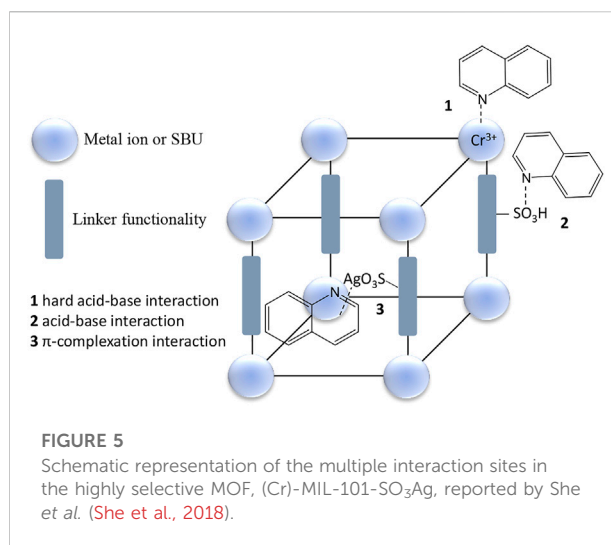 1
N
Cr³⁺
Metal ion or SBU
N
Linker functionality
SO₃H
2
AgO₃S
N
3
1 hard acid-base interaction
2 acid-base interaction
3 π-complexation interaction
FIGURE 5
Schematic representation of the multiple interaction sites in
the highly selective MOF, (Cr)-MIL-101-SO₃Ag, reported by She
et al. (She et al., 2018).